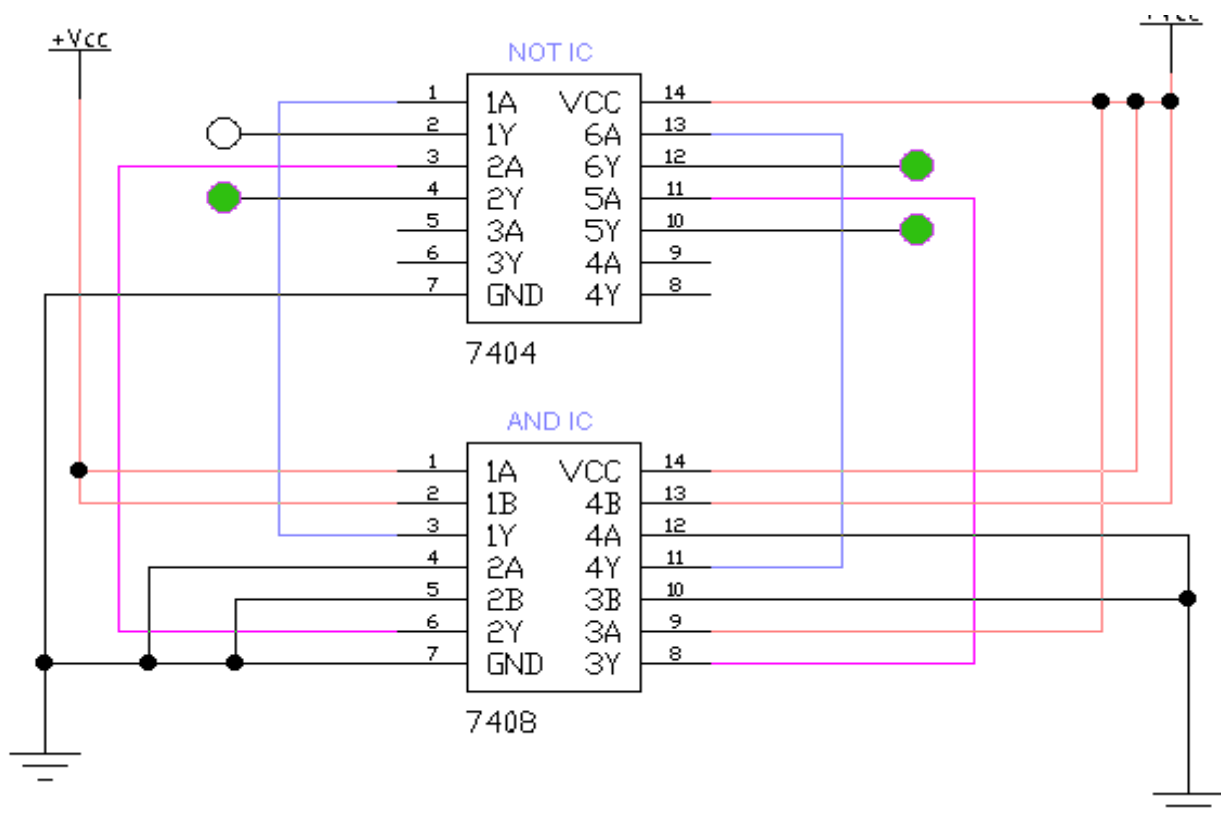 +Vcc
+Vcc
NOT IC
1 1A VCC 14
2 1Y 6A 13
3 2A 6Y 12
4 2Y 5A 11
5 3A 5Y 10
6 3Y 4A 9
7 GND 4Y 8
7404
AND IC
1 1A VCC 14
2 1B 4B 13
3 1Y 4A 12
4 2A 4Y 11
5 2B 3B 10
6 2Y 3A 9
7 GND 3Y 8
7408